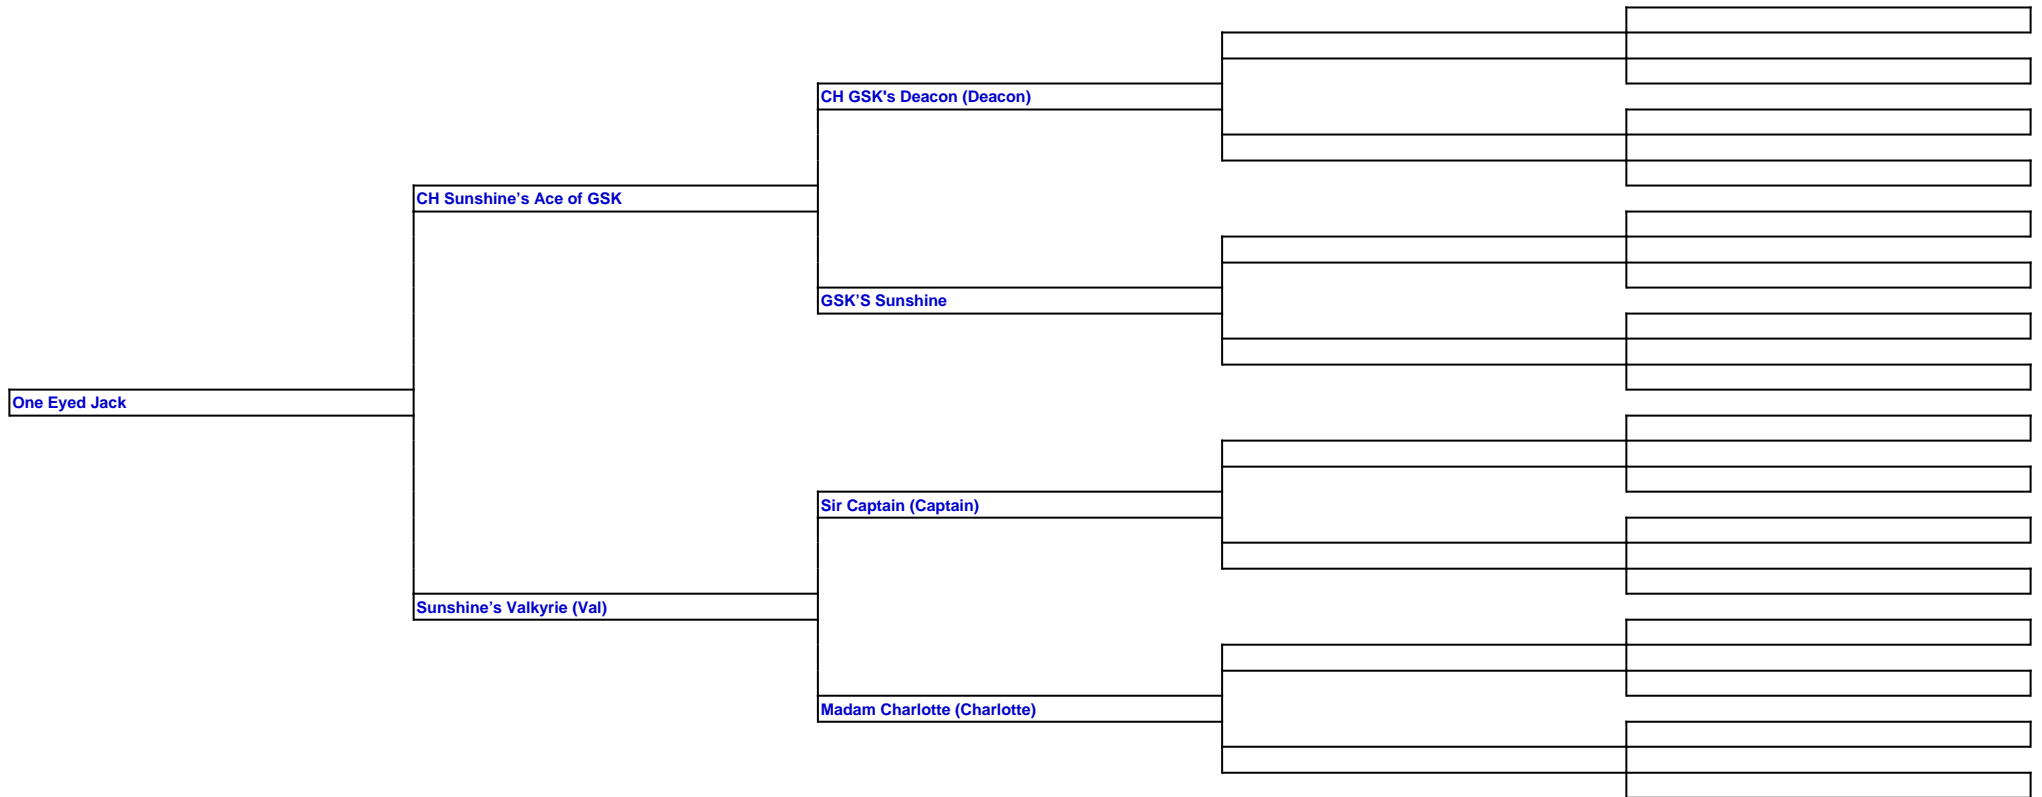 CH GSK's Deacon (Deacon)
CH Sunshine’s Ace of GSK
GSK’S Sunshine
One Eyed Jack
Sir Captain (Captain)
Sunshine’s Valkyrie (Val)
Madam Charlotte (Charlotte)